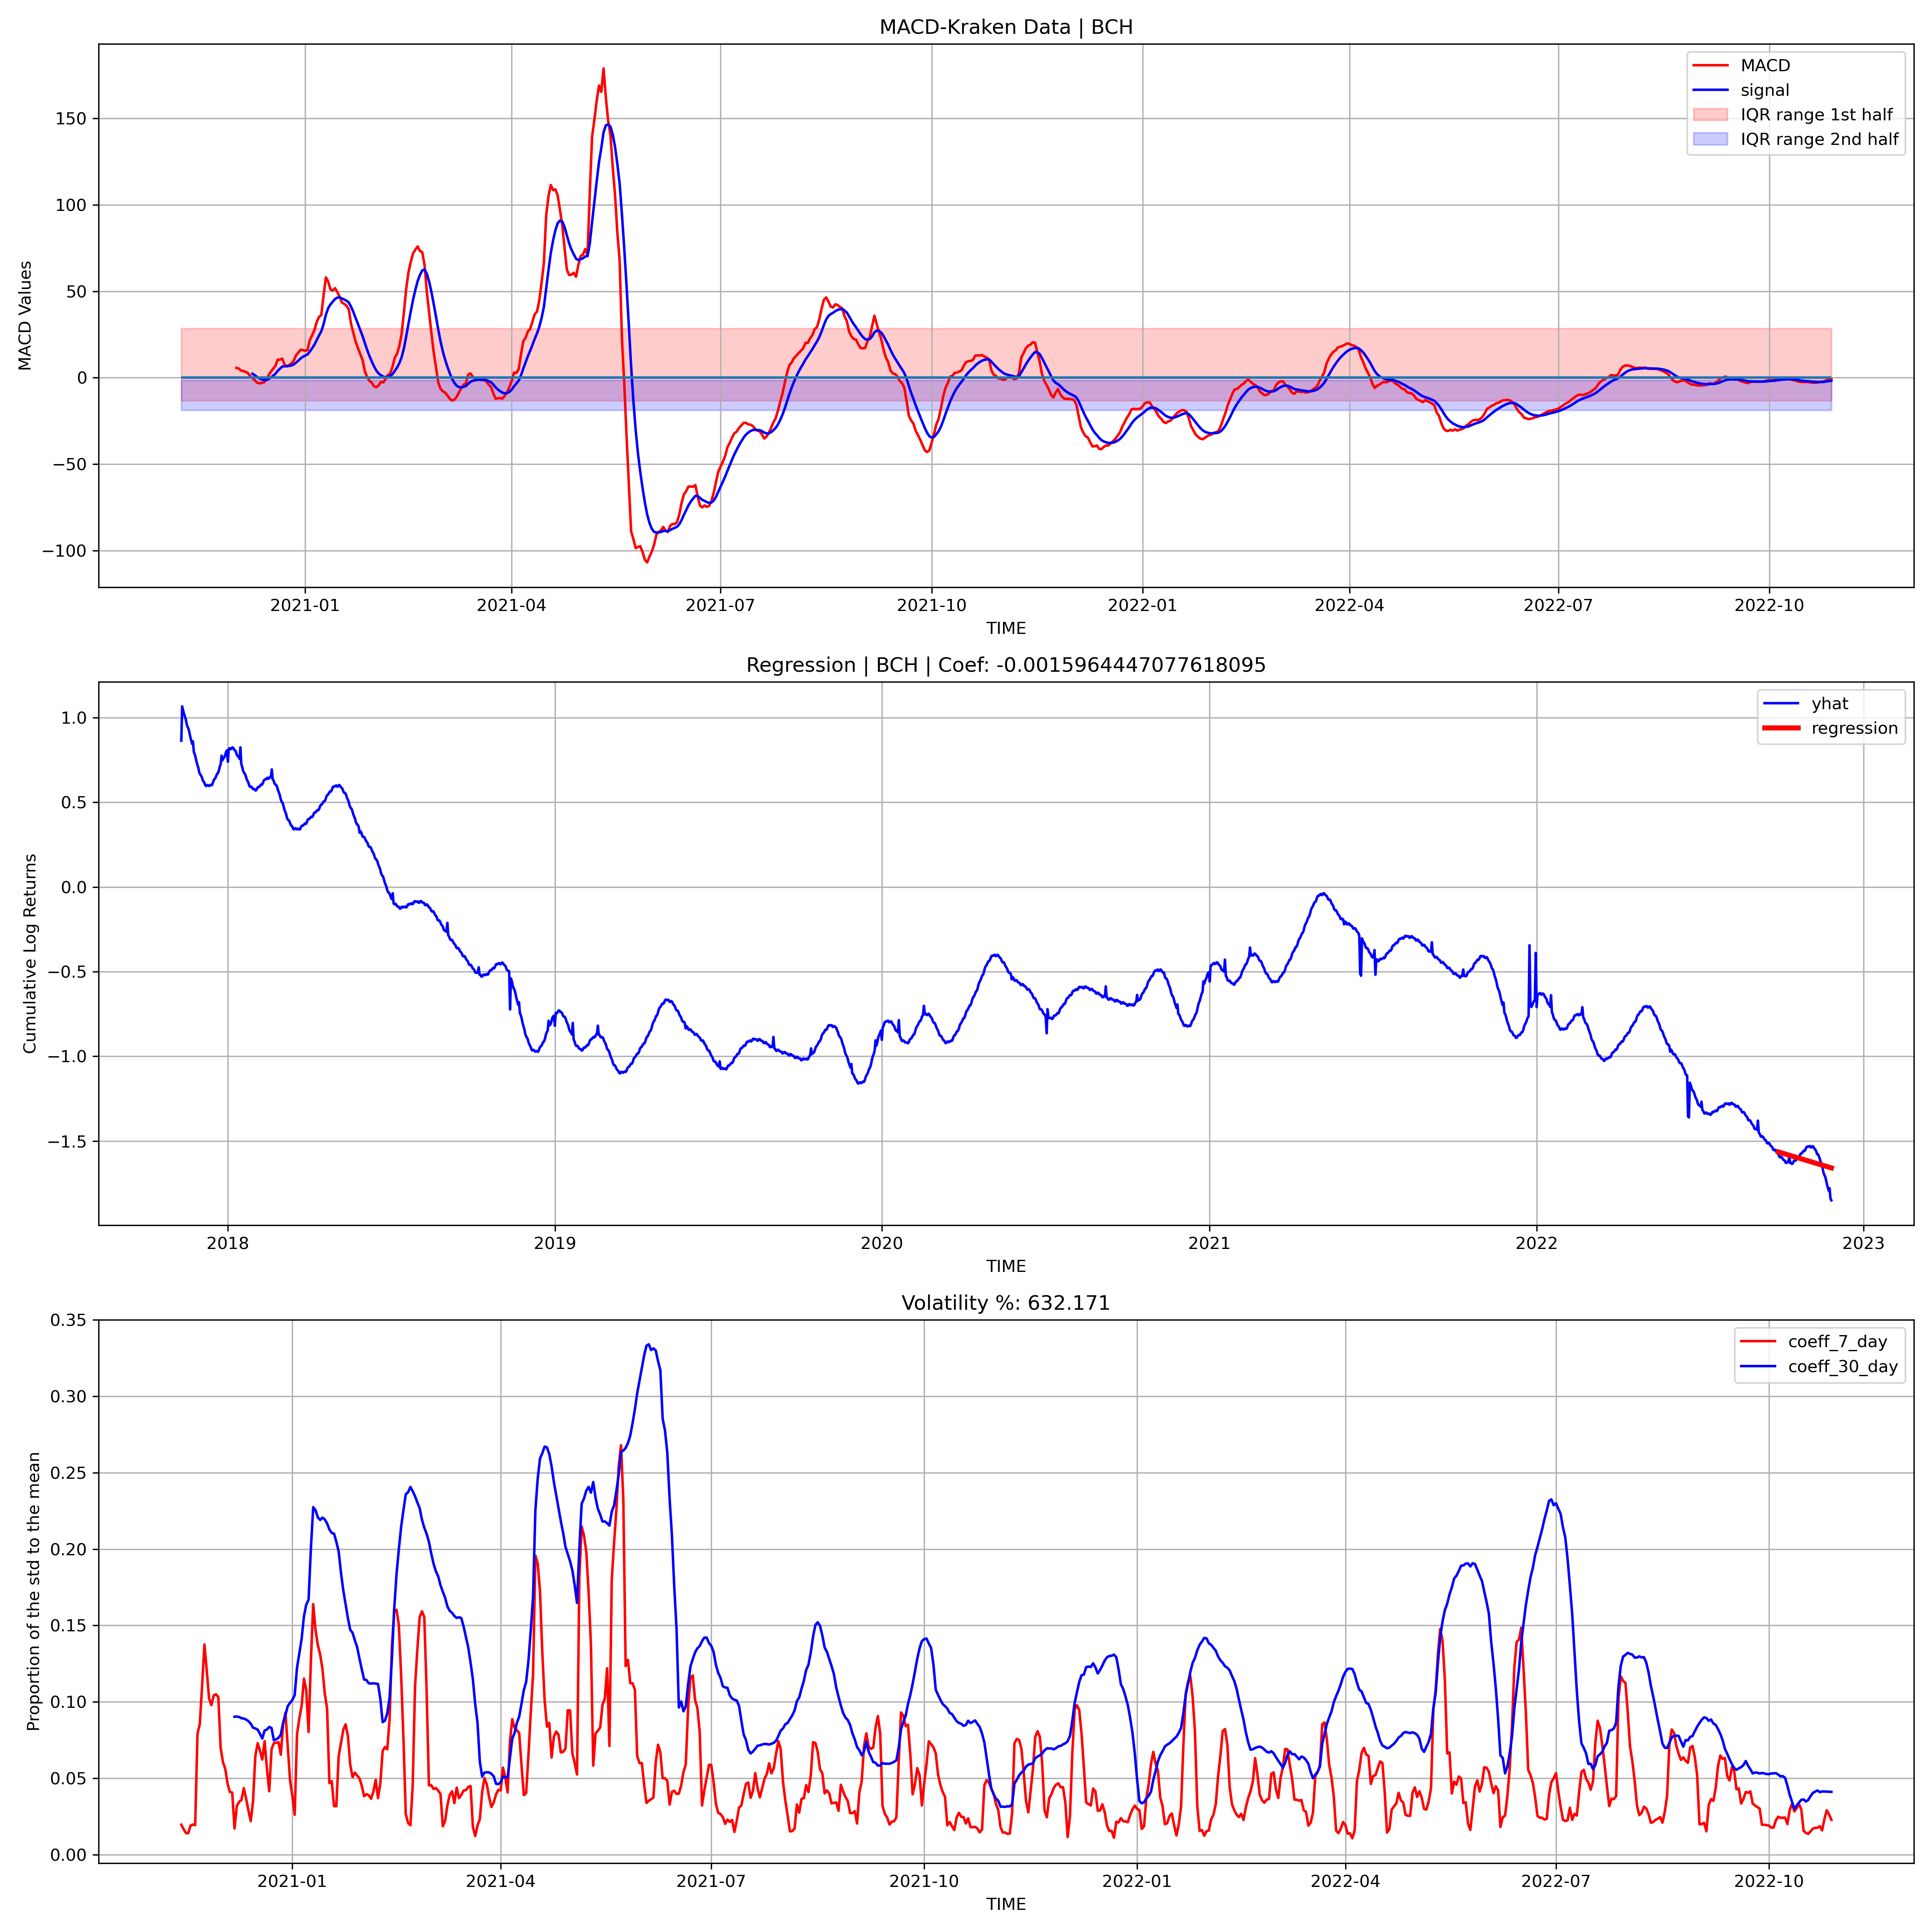 MACD-Kraken Data | BCH
MACD Values
150
100
50
0
−50
−100
MACD
signal
IQR range 1st half
IQR range 2nd half
2021-01 2021-04 2021-07 2021-10 2022-01 2022-04 2022-07 2022-10
TIME
Regression | BCH | Coef: -0.0015964447077618095
Cumulative Log Returns
1.0
0.5
0.0
−0.5
−1.0
−1.5
yhat
regression
2018 2019 2020 2021 2022 2023
TIME
Volatility %: 632.171
Proportion of the std to the mean
0.35
0.30
0.25
0.20
0.15
0.10
0.05
0.00
coeff_7_day
coeff_30_day
2021-01 2021-04 2021-07 2021-10 2022-01 2022-04 2022-07 2022-10
TIME